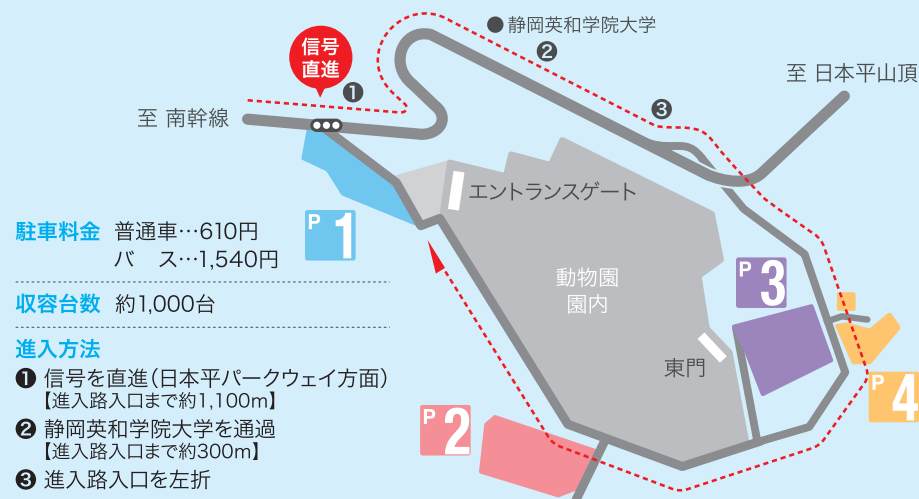 静岡英和学院大学
信号
直進
❶
❷
❸
至 日本平山頂
至 南幹線
エントランスゲート
P 1
駐車料金 普通車…610円
バ ス…1,540円
収容台数 約1,000台
動物園
園内
P 3
東門
P 4
P 2
進入方法
❶ 信号を直進(日本平パークウェイ方面)
【進入路入口まで約1,100m】
❷ 静岡英和学院大学を通過
【進入路入口まで約300m】
❸ 進入路入口を左折